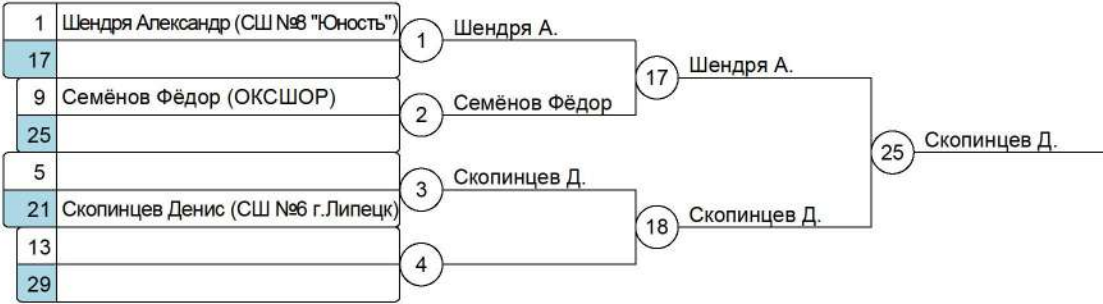 1 Шендря Александр (СШ №8 "Юность")
17
1
Шендря А.
17
Шендря А.
9 Семёнов Фёдор (ОКСШОР)
25
2
Семёнов Фёдор
25
Скопинцев Д.
5
21 Скопинцев Денис (СШ №6 г.Липецк)
3
Скопинцев Д.
18
Скопинцев Д.
13
29
4